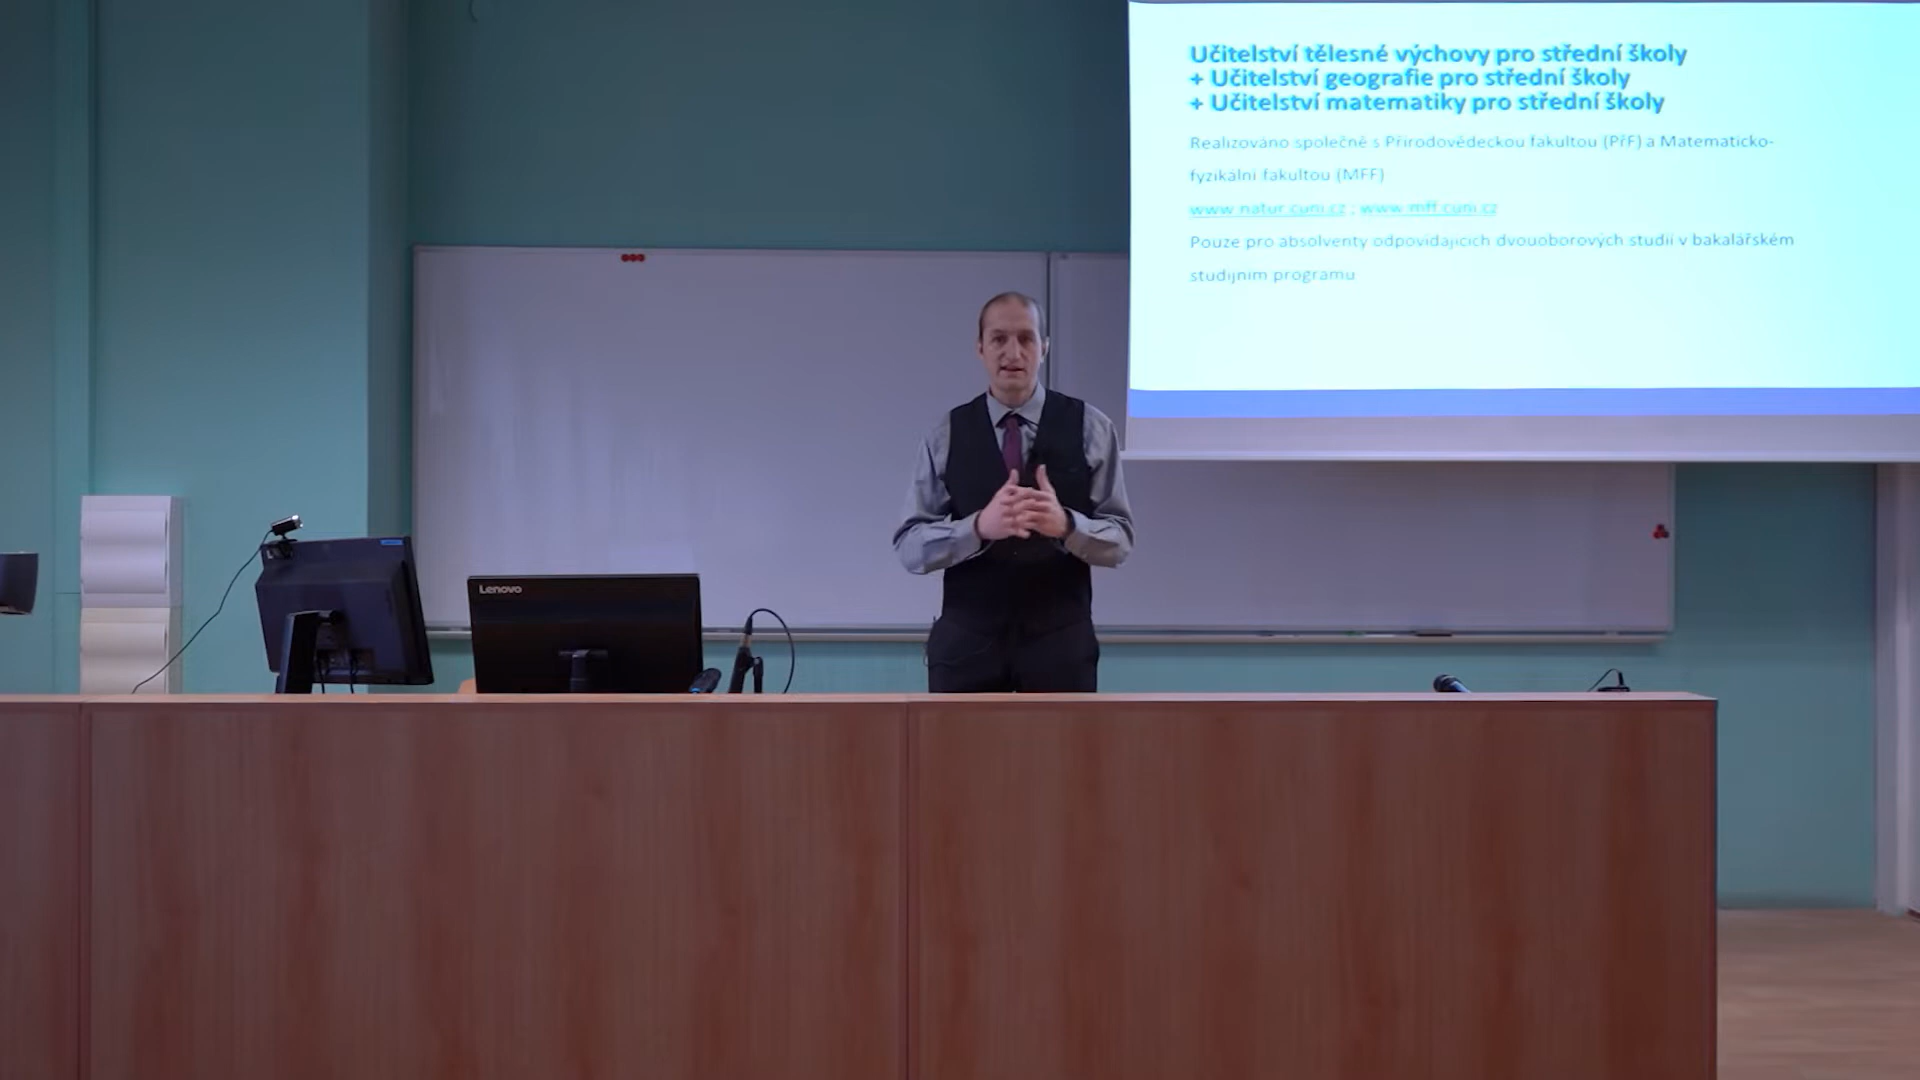 Učitelství tělesné výchovy pro střední školy
+ Učitelství geografie pro střední školy
+ Učitelství matematiky pro střední školy
Realizováno společně s Přírodovědeckou fakultou (PřF) a Matematicko-
fyzikální fakultou (MFF)
www.natur.cuni.cz ; www.mff.cuni.cz
Pouze pro absolventy odpovídajících dvouoborových studií v bakalářském
studijním programu
Lenovo